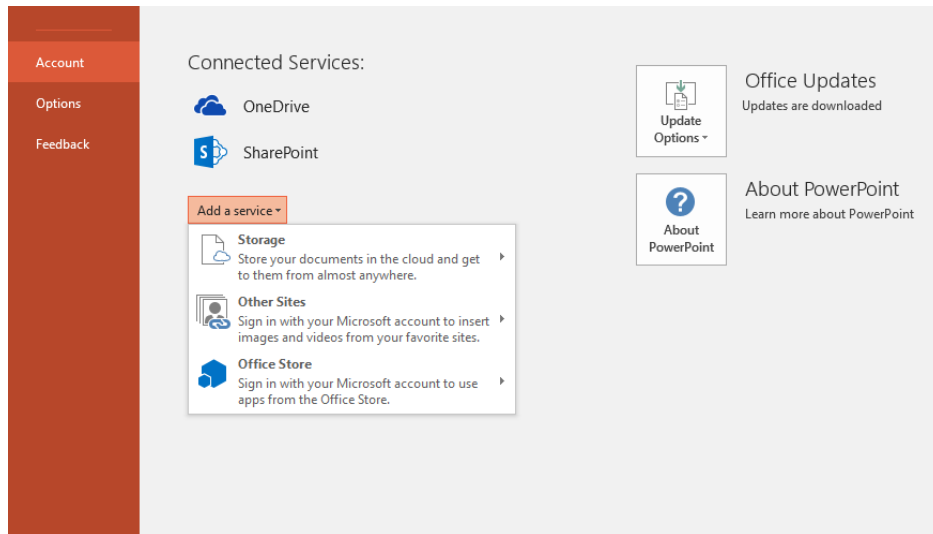 Account
Options
Feedback
Connected Services:
OneDrive
S
SharePoint
Add a service
Storage
Store your documents in the cloud and get
to them from almost anywhere.
Other Sites
Sign in with your Microsoft account to insert
images and videos from your favorite sites.
Office Store
Sign in with your Microsoft account to use
apps from the Office Store.
Update
Options
Office Updates
Updates are downloaded
?
About
PowerPoint
About PowerPoint
Learn more about PowerPoint